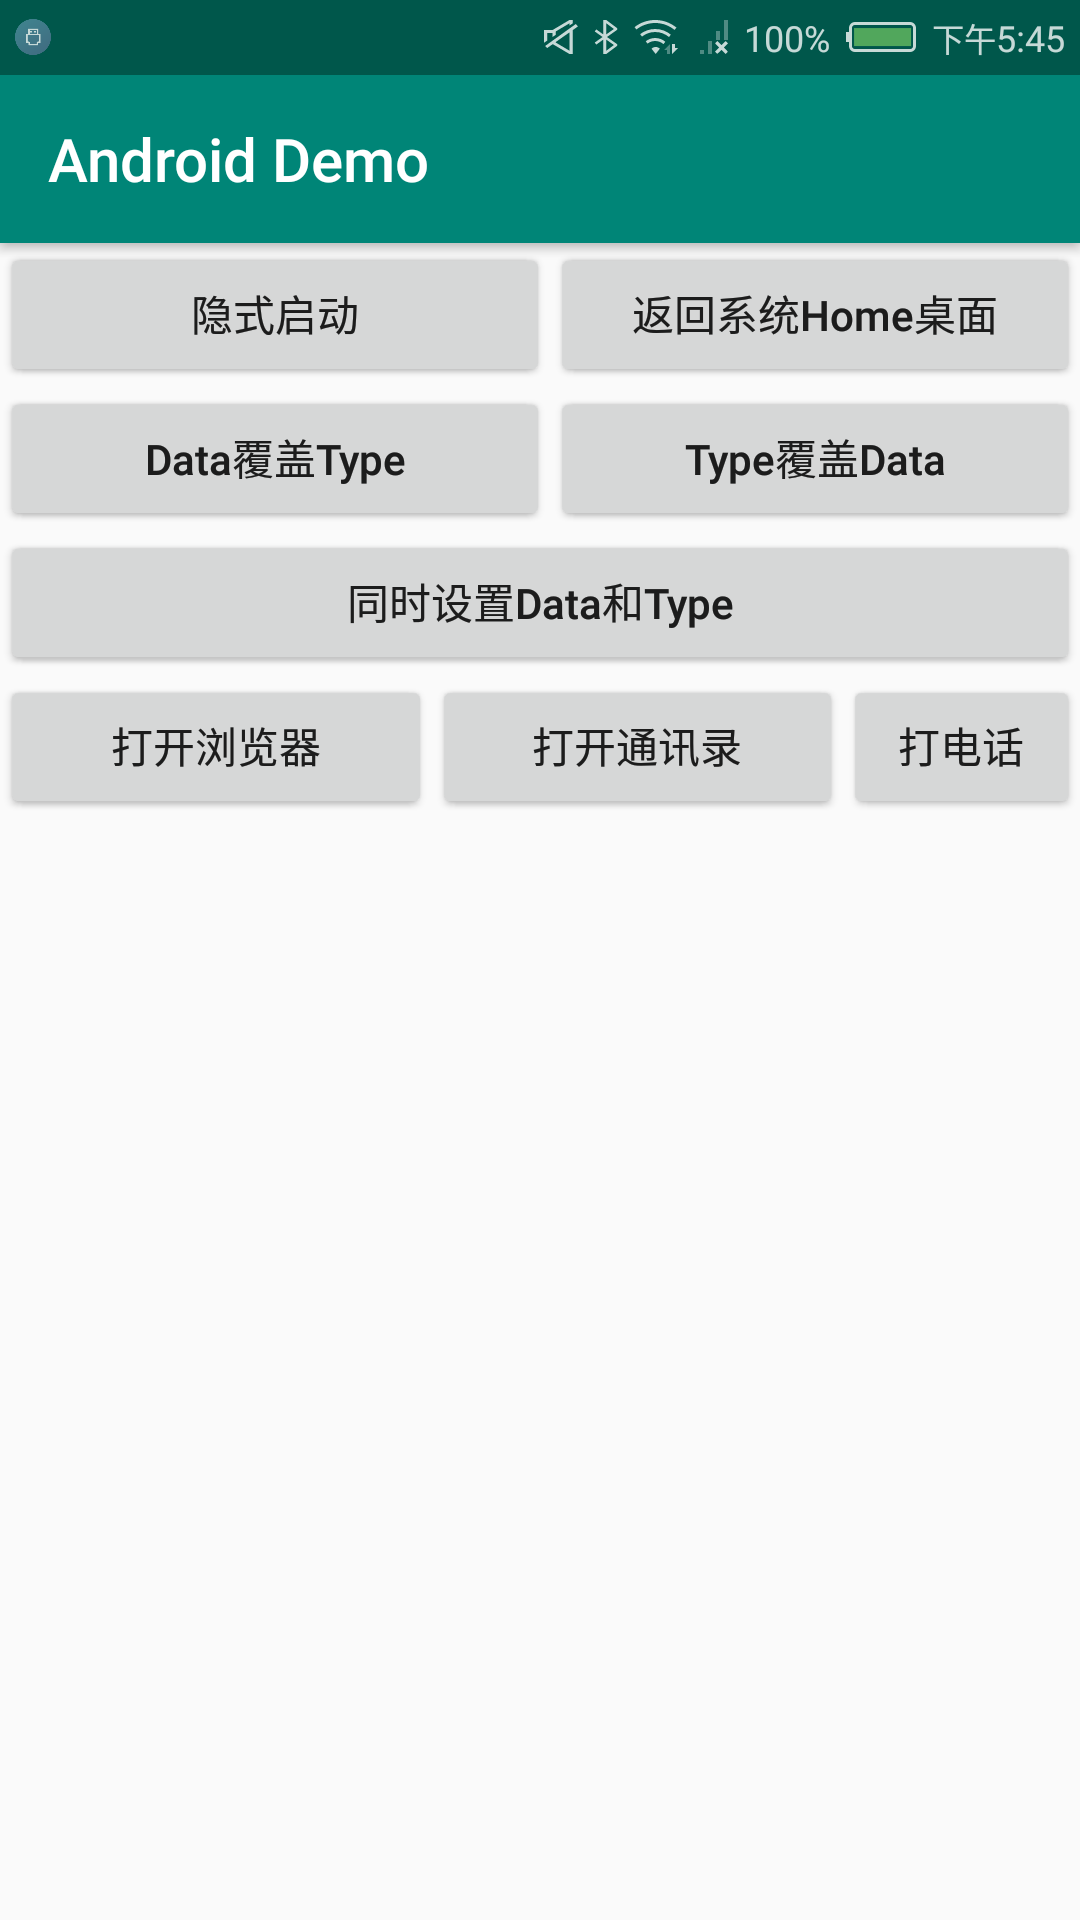 100% 下午5:45
Android Demo
隐式启动 返回系统Home桌面
Data覆盖Type Type覆盖Data
同时设置Data和Type
打开浏览器 打开通讯录 打电话